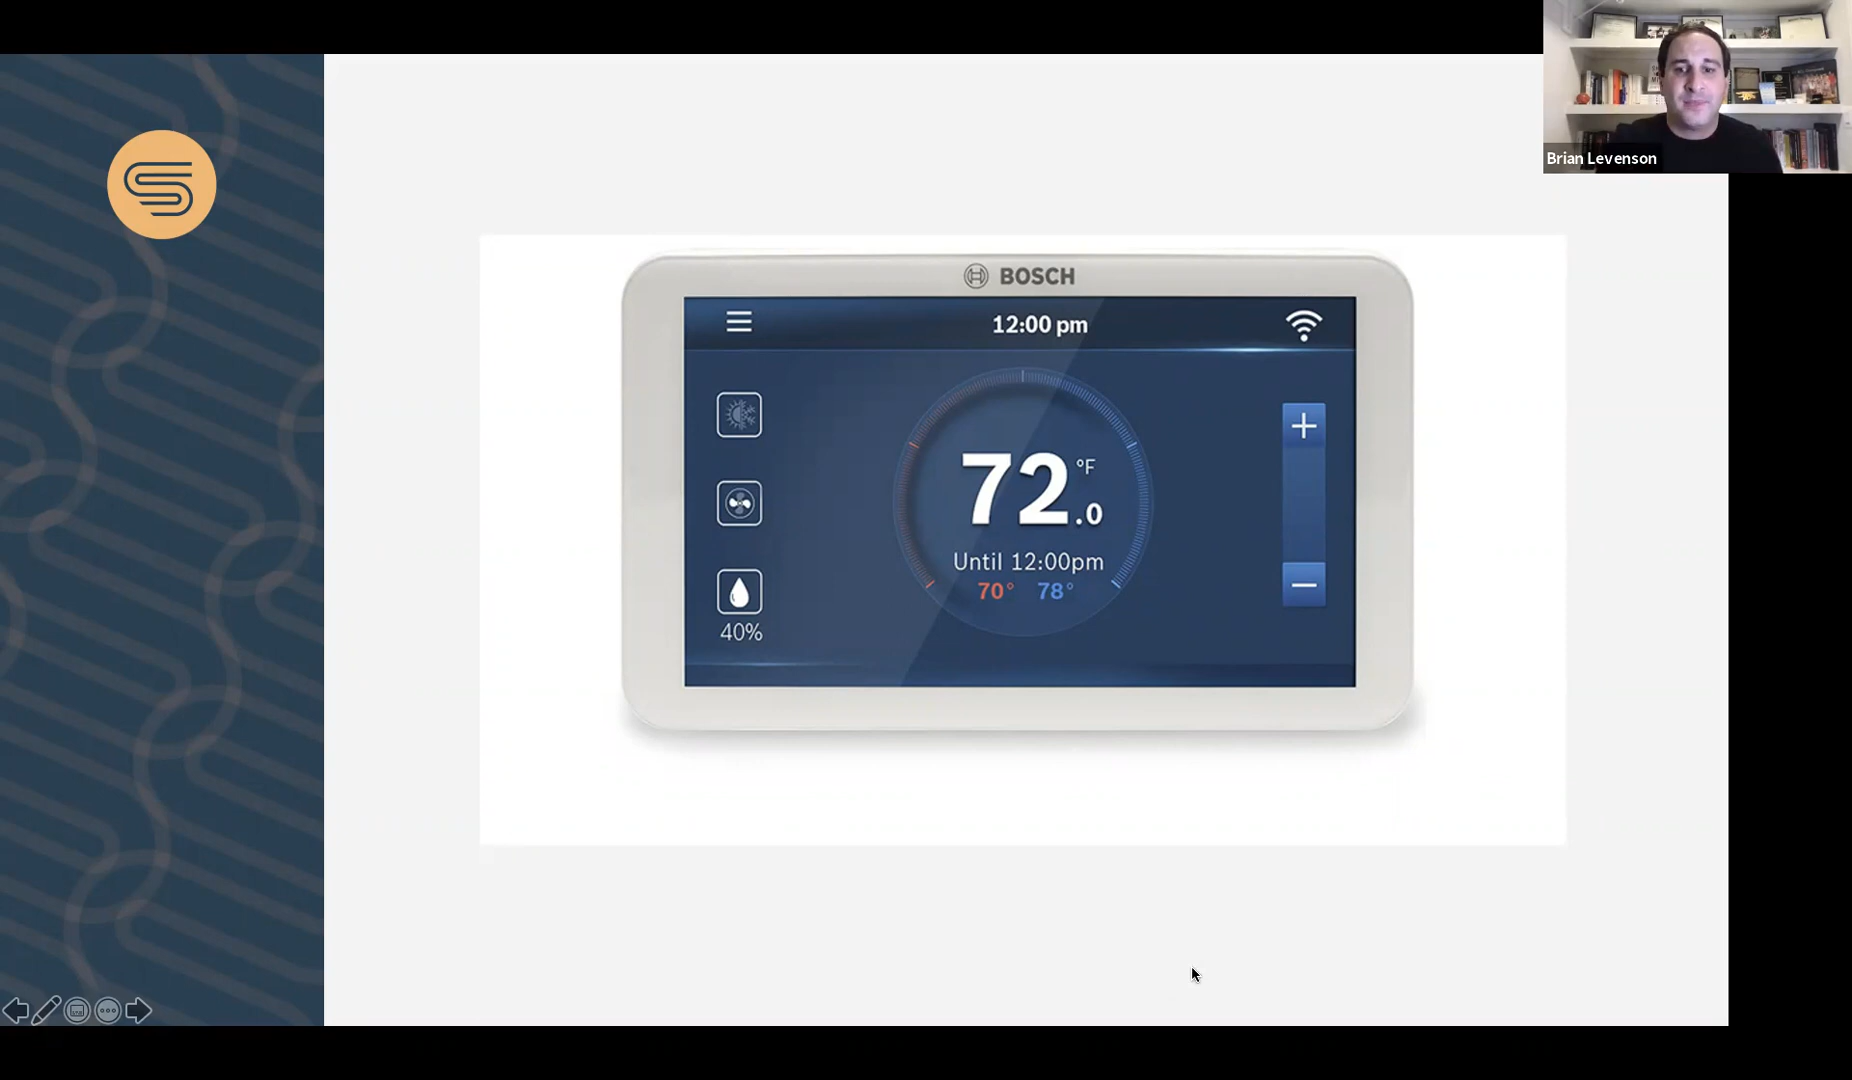 Brian Levenson
BOSCH
12:00 pm
72.0 °F
Until 12:00pm
70° 78°
40%